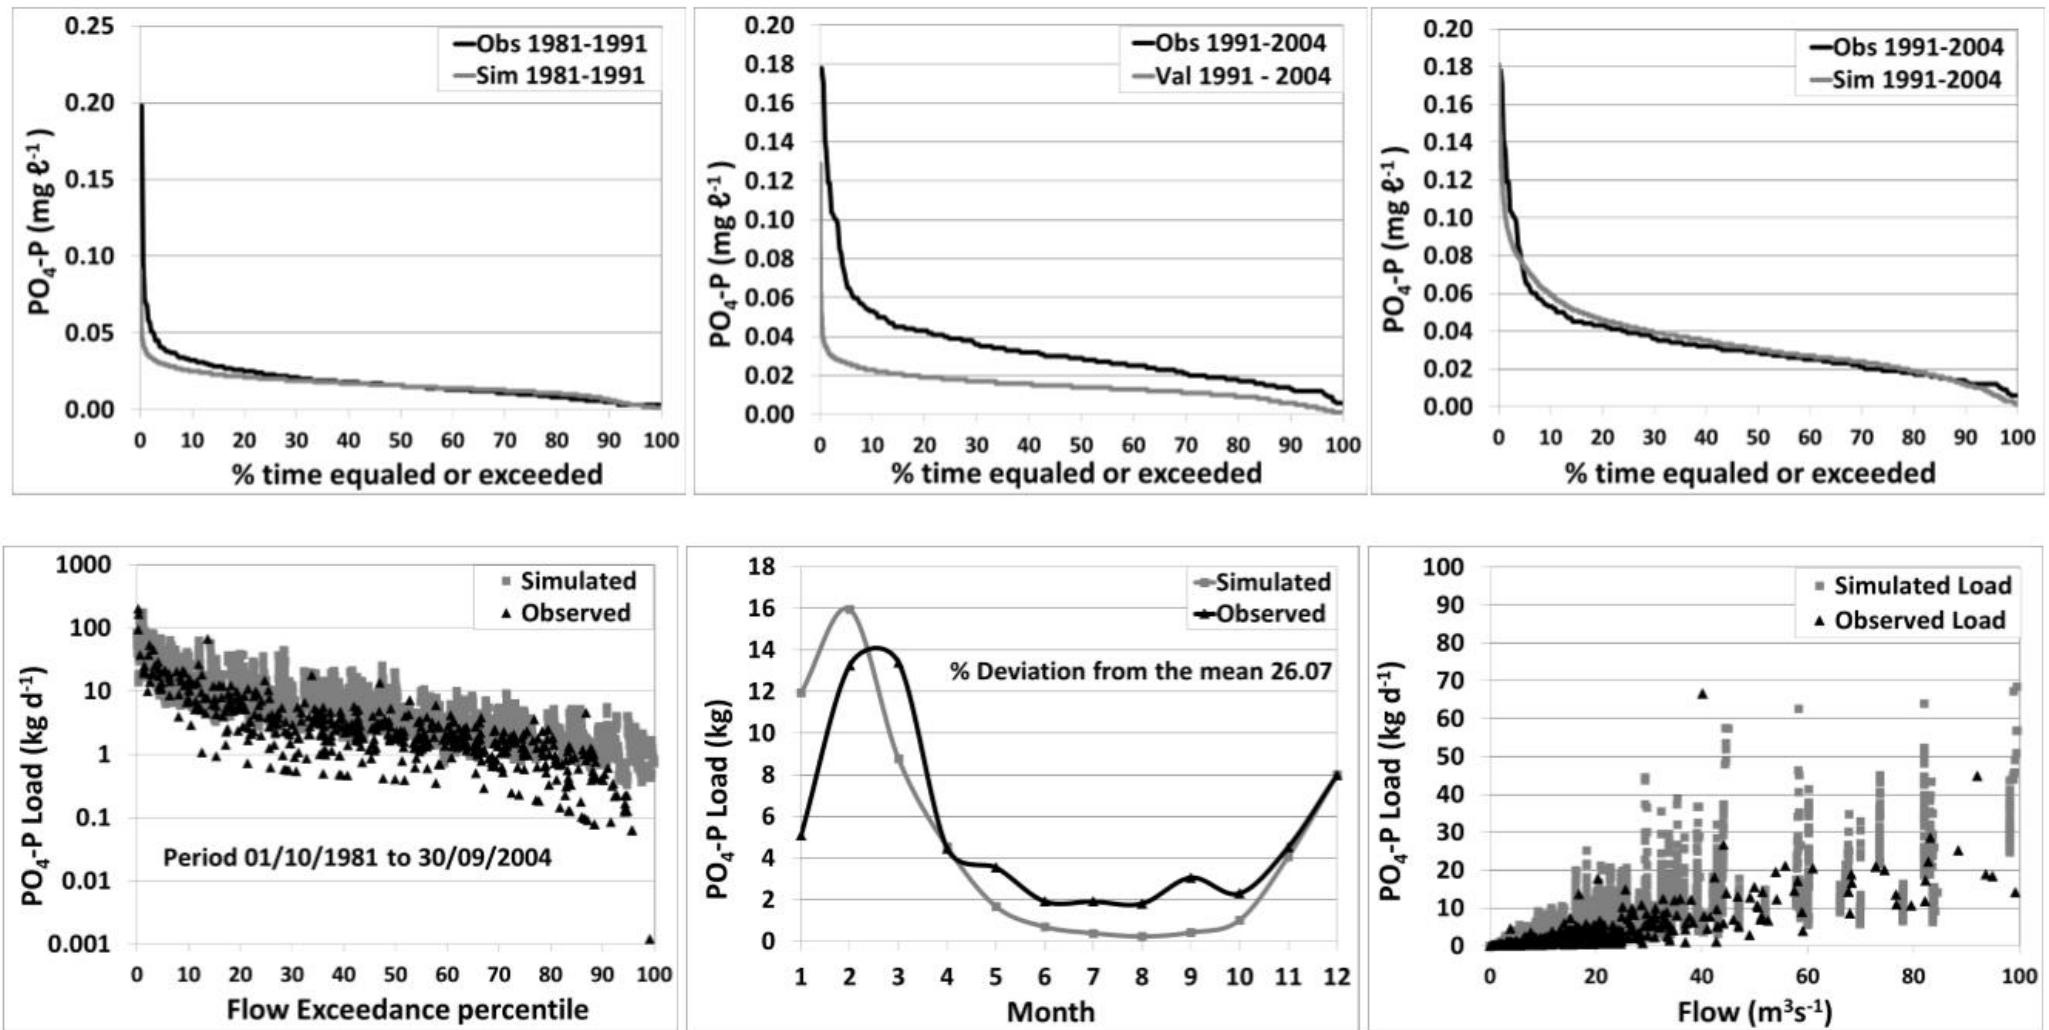 0.25
0.20
0.15
0.10
0.05
0.00
PO4-P (mg ℓ-1)
Obs 1981-1991
Sim 1981-1991
0 10 20 30 40 50 60 70 80 90 100
% time equaled or exceeded
0.20
0.18
0.16
0.14
0.12
0.10
0.08
0.06
0.04
0.02
0.00
PO4-P (mg ℓ-1)
Obs 1991-2004
Val 1991 - 2004
0 10 20 30 40 50 60 70 80 90 100
% time equaled or exceeded
0.20
0.18
0.16
0.14
0.12
0.10
0.08
0.06
0.04
0.02
0.00
PO4-P (mg ℓ-1)
Obs 1991-2004
Sim 1991-2004
0 10 20 30 40 50 60 70 80 90 100
% time equaled or exceeded
1000
100
10
1
0.1
0.01
0.001
PO4-P Load (kg d-1)
Simulated
Observed
Period 01/10/1981 to 30/09/2004
0 10 20 30 40 50 60 70 80 90 100
Flow Exceedance percentile
18
16
14
12
10
8
6
4
2
0
PO4-P Load (kg)
Simulated
Observed
% Deviation from the mean 26.07
1 2 3 4 5 6 7 8 9 10 11 12
Month
100
90
80
70
60
50
40
30
20
10
0
PO4-P Load (kg d-1)
Simulated Load
Observed Load
0 20 40 60 80 100
Flow (m3s-1)